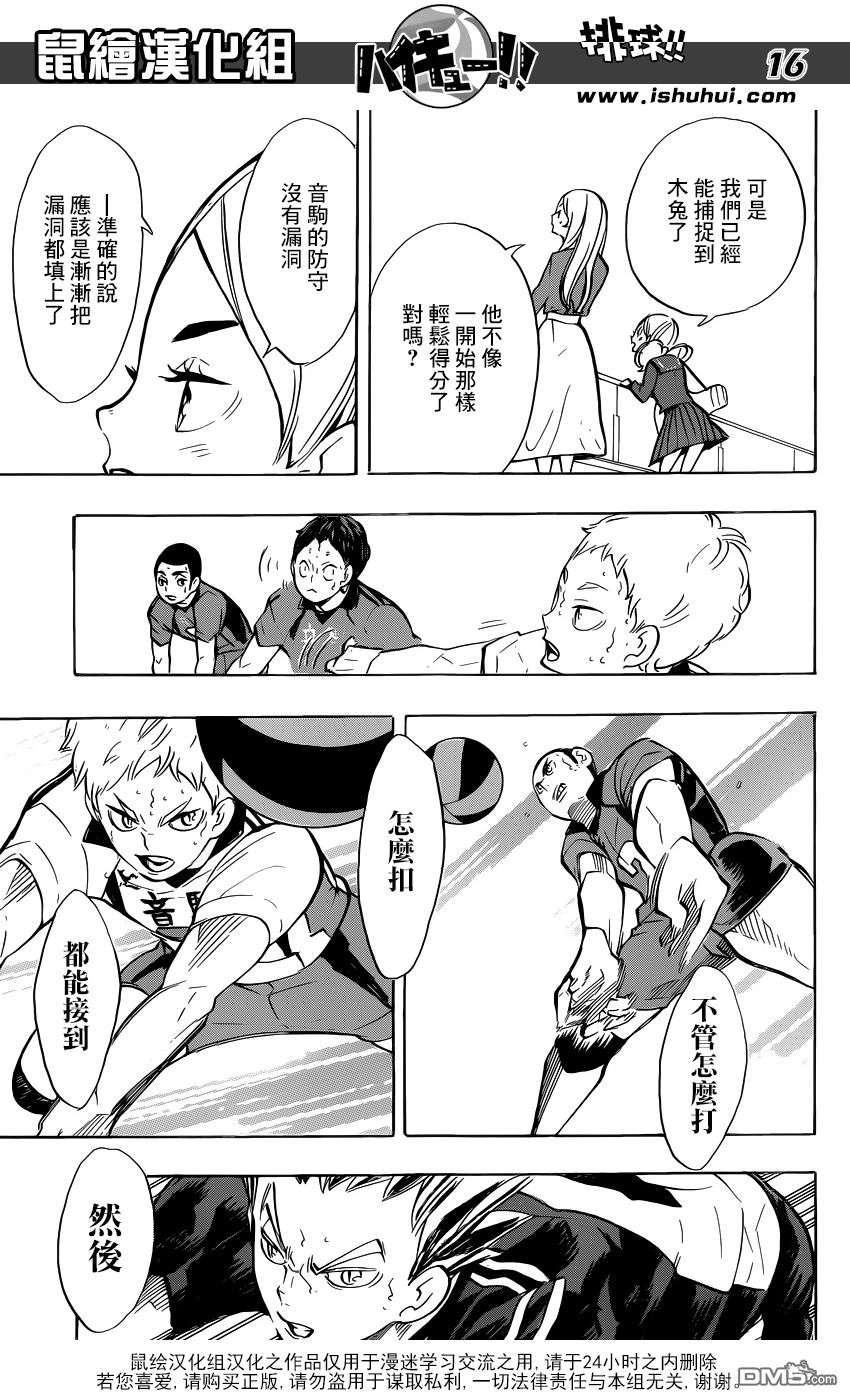 鼠繪漢化組
ハイキュー!!
排球!!
16
www.ishuhui.com
可是
我們已經
能捕捉到
木兔了
他不像
一開始那樣
輕鬆得分了
對嗎?
音駒的防守
沒有漏洞
—準確的說
應該是漸漸把
漏洞都填上了
不管怎麼打
怎麼扣
音駒
都能接到
然後
鼠绘汉化组汉化之作品仅用于漫迷学习交流之用, 请于24小时之内删除
若您喜爱, 请购买正版, 请勿盗用于谋取私利, 一切法律责任与本组无关, 谢谢。
DM5.com